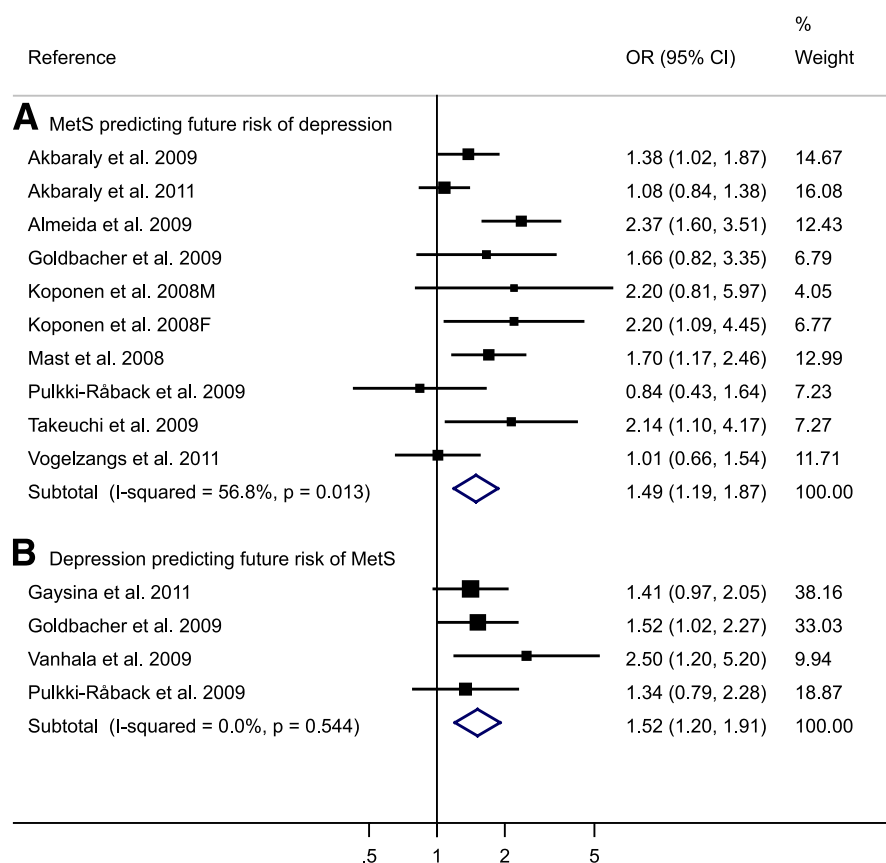 %
Reference OR (95% CI) Weight
A MetS predicting future risk of depression
Akbaraly et al. 2009 1.38 (1.02, 1.87) 14.67
Akbaraly et al. 2011 1.08 (0.84, 1.38) 16.08
Almeida et al. 2009 2.37 (1.60, 3.51) 12.43
Goldbacher et al. 2009 1.66 (0.82, 3.35) 6.79
Koponen et al. 2008M 2.20 (0.81, 5.97) 4.05
Koponen et al. 2008F 2.20 (1.09, 4.45) 6.77
Mast et al. 2008 1.70 (1.17, 2.46) 12.99
Pulkki-Råback et al. 2009 0.84 (0.43, 1.64) 7.23
Takeuchi et al. 2009 2.14 (1.10, 4.17) 7.27
Vogelzangs et al. 2011 1.01 (0.66, 1.54) 11.71
Subtotal (I-squared = 56.8%, p = 0.013) 1.49 (1.19, 1.87) 100.00
B Depression predicting future risk of MetS
Gaysina et al. 2011 1.41 (0.97, 2.05) 38.16
Goldbacher et al. 2009 1.52 (1.02, 2.27) 33.03
Vanhala et al. 2009 2.50 (1.20, 5.20) 9.94
Pulkki-Råback et al. 2009 1.34 (0.79, 2.28) 18.87
Subtotal (I-squared = 0.0%, p = 0.544) 1.52 (1.20, 1.91) 100.00
.5 1 2 5